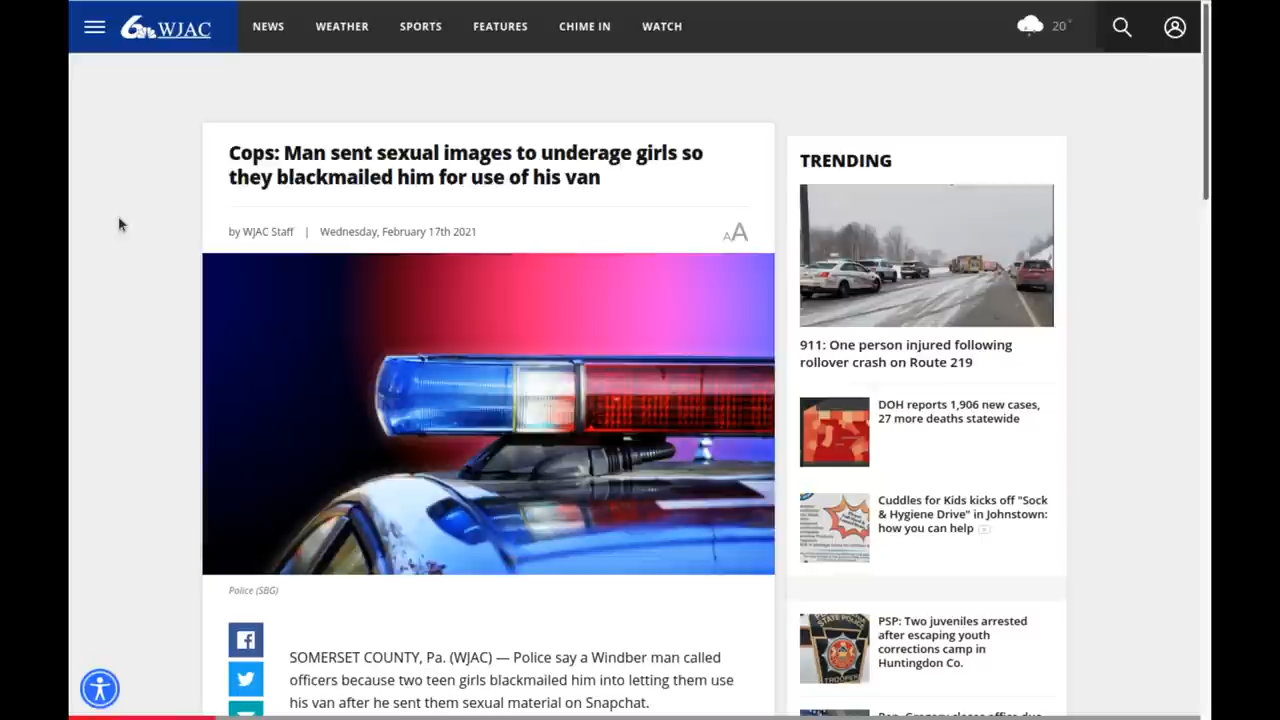 6 WJAC
NEWS
WEATHER
SPORTS
FEATURES
CHIME IN
WATCH
20°
Cops: Man sent sexual images to underage girls so
they blackmailed him for use of his van
by WJAC Staff | Wednesday, February 17th 2021
AA
Police (SBG)
SOMERSET COUNTY, Pa. (WJAC) — Police say a Windber man called
officers because two teen girls blackmailed him into letting them use
his van after he sent them sexual material on Snapchat.
TRENDING
911: One person injured following
rollover crash on Route 219
DOH reports 1,906 new cases,
27 more deaths statewide
Cuddles for Kids kicks off "Sock
& Hygiene Drive" in Johnstown:
how you can help
STATE POLICE
TROOPER
PSP: Two juveniles arrested
after escaping youth
corrections camp in
Huntingdon Co.